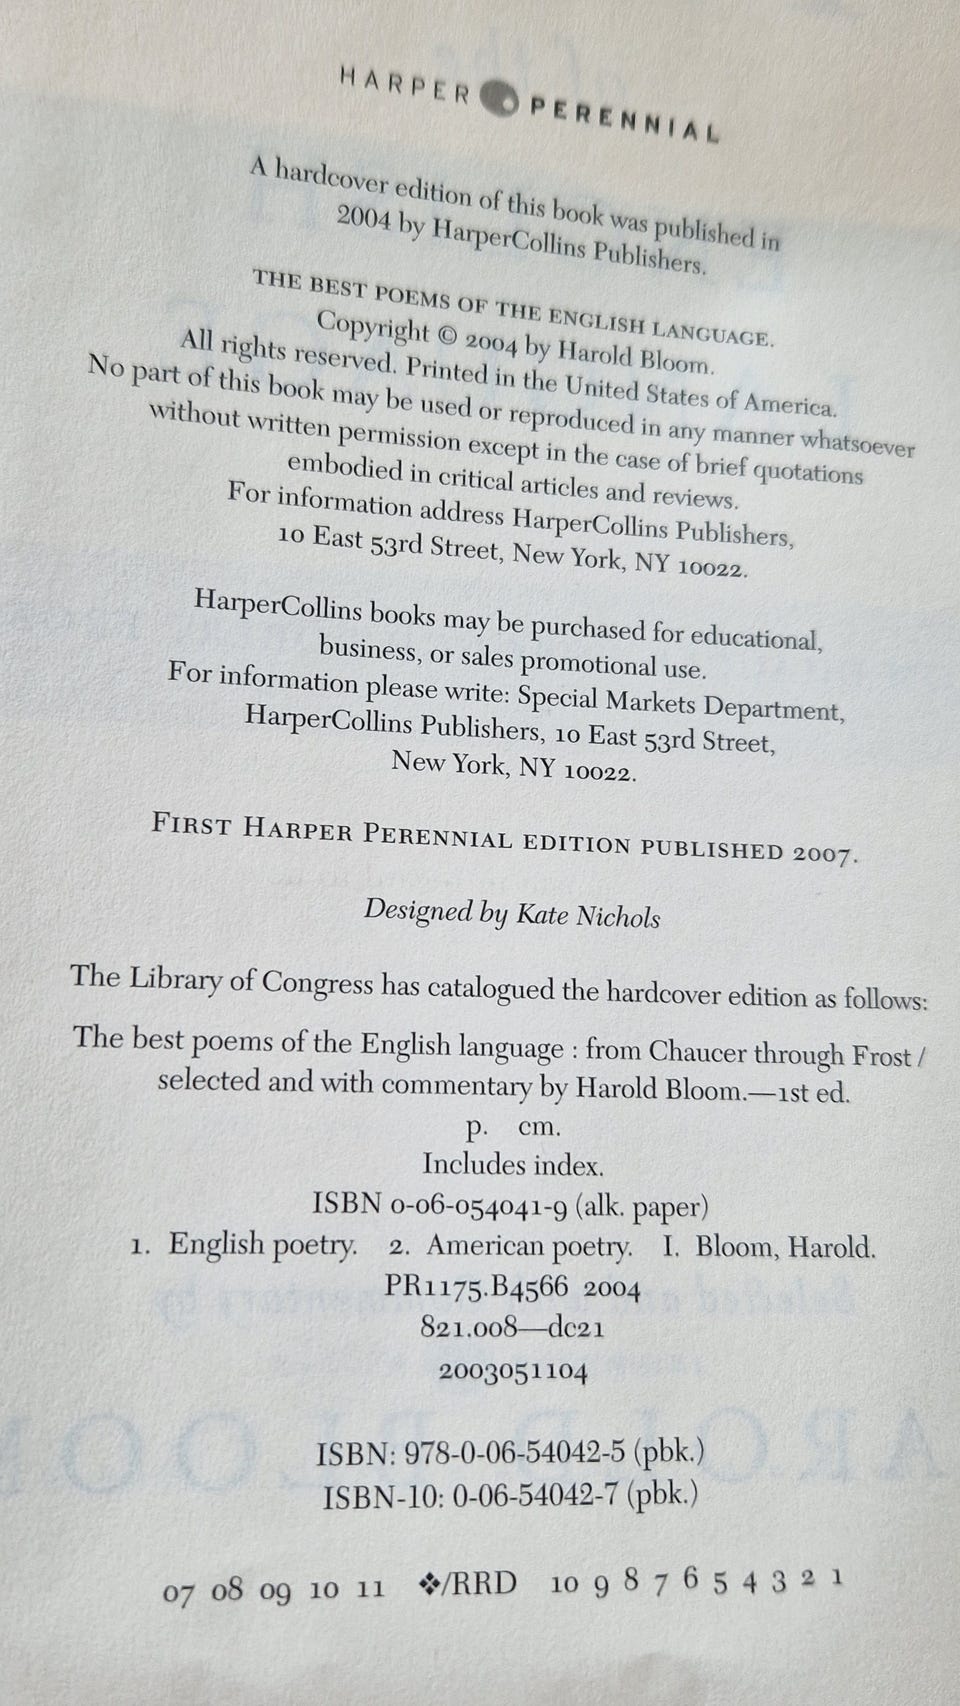 HARPER PERENNIAL
A hardcover edition of this book was published in
2004 by HarperCollins Publishers.
THE BEST POEMS OF THE ENGLISH LANGUAGE.
Copyright © 2004 by Harold Bloom.
All rights reserved. Printed in the United States of America.
No part of this book may be used or reproduced in any manner whatsoever
without written permission except in the case of brief quotations
embodied in critical articles and reviews.
For information address HarperCollins Publishers,
10 East 53rd Street, New York, NY 10022.
HarperCollins books may be purchased for educational,
business, or sales promotional use.
For information please write: Special Markets Department,
HarperCollins Publishers, 10 East 53rd Street,
New York, NY 10022.
FIRST HARPER PERENNIAL EDITION PUBLISHED 2007.
Designed by Kate Nichols
The Library of Congress has catalogued the hardcover edition as follows:
The best poems of the English language : from Chaucer through Frost /
selected and with commentary by Harold Bloom.—1st ed.
p. cm.
Includes index.
ISBN 0-06-054041-9 (alk. paper)
1. English poetry. 2. American poetry. I. Bloom, Harold.
PR1175.B4566 2004
821.008—dc21
2003051104
ISBN: 978-0-06-54042-5 (pbk.)
ISBN-10: 0-06-54042-7 (pbk.)
07 08 09 10 11 ❖/RRD 10 9 8 7 6 5 4 3 2 1